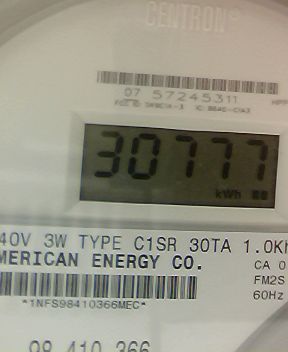 CENTRON®
07 57245311
30777
kWh
40V 3W TYPE C1SR 30TA 1.0Kh
MERICAN ENERGY CO.
CA 0
FM2S
60Hz
*1NFS98410366MEC*
98 410 366